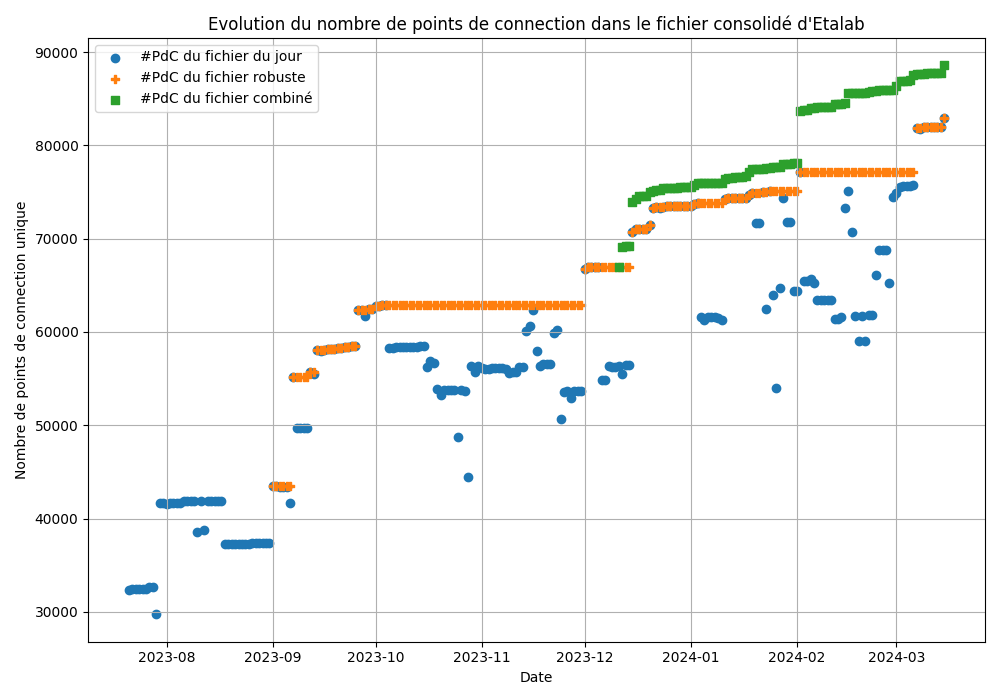 Evolution du nombre de points de connection dans le fichier consolidé d'Etalab
#PdC du fichier du jour
#PdC du fichier robuste
#PdC du fichier combiné
Nombre de points de connection unique
90000
80000
70000
60000
50000
40000
30000
2023-08 2023-09 2023-10 2023-11 2023-12 2024-01 2024-02 2024-03
Date